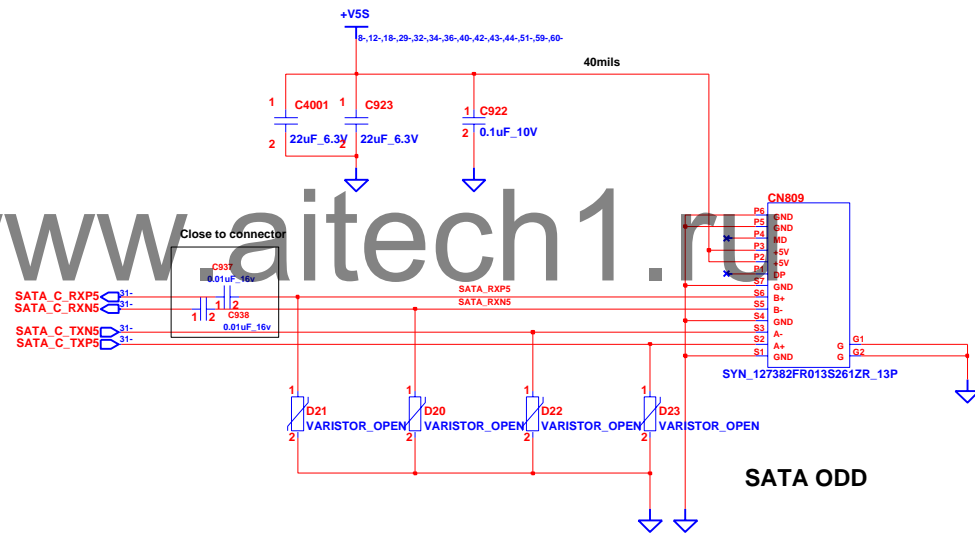 +V5S
8-,12-,18-,29-,32-,34-,36-,40-,42-,43-,44-,51-,59-,60-
40mils
1 C4001
22uF_6.3V
2
1 C923
22uF_6.3V
2
1 C922
2 0.1uF_10V
www.aitech1.ru
Close to connector
C937
0.01uF_16v
1 2
1 2
C938
0.01uF_16v
SATA_C_RXP5 31-
SATA_C_RXN5 31-
SATA_C_TXN5 31-
SATA_C_TXP5 31-
SATA_RXP5
SATA_RXN5
CN809
P6 GND
P5 GND
P4 MD
P3 +5V
P2 +5V
P1 DP
S7 GND
S6 B+
S5 B-
S4 GND
S3 A-
S2 A+
S1 GND
G G1
G G2
SYN_127382FR013S261ZR_13P
1
D21
VARISTOR_OPEN
2
1
D20
VARISTOR_OPEN
2
1
D22
VARISTOR_OPEN
2
1
D23
VARISTOR_OPEN
2
SATA ODD